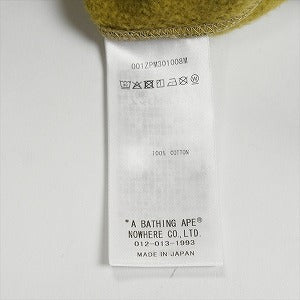 001ZPM301008M
100% COTTON
"A BATHING APE®
NOWHERE CO.,LTD.
012-013-1993
MADE IN JAPAN